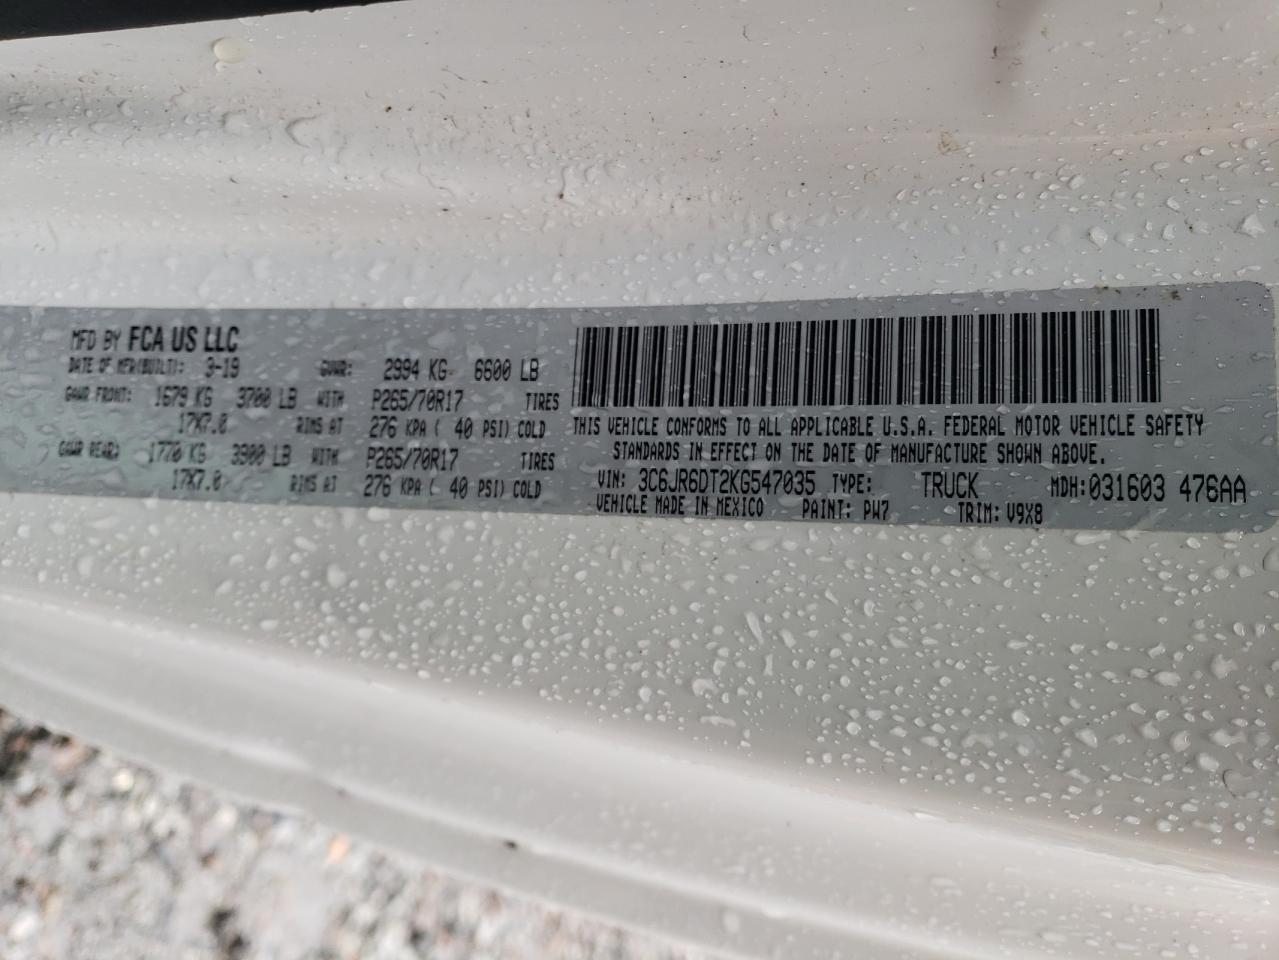 MFD BY FCA US LLC
DATE OF MFR(BUILT): 3-19 GVWR: 2994 KG 6600 LB
GAWR FRONT: 1679 KG 3700 LB WITH P265/70R17 TIRES
17X7.0 RIMS AT 276 KPA ( 40 PSI) COLD
GAWR REAR: 1770 KG 3900 LB WITH P265/70R17 TIRES
17X7.0 RIMS AT 276 KPA ( 40 PSI) COLD
THIS VEHICLE CONFORMS TO ALL APPLICABLE U.S.A. FEDERAL MOTOR VEHICLE SAFETY
STANDARDS IN EFFECT ON THE DATE OF MANUFACTURE SHOWN ABOVE.
VIN: 3C6JR6DT2KG547035 TYPE: TRUCK MDH: 031603 476AA
VEHICLE MADE IN MEXICO PAINT: PW7 TRIM: V9X8